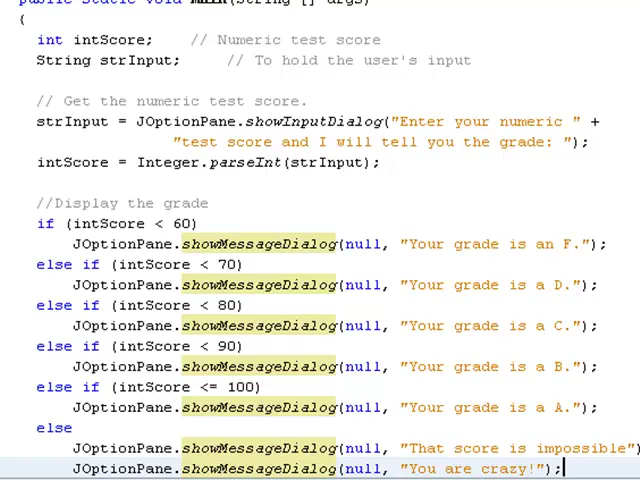 public static void main(String [] args)
{
int intScore; // Numeric test score
String strInput; // To hold the user's input
// Get the numeric test score.
strInput = JOptionPane.showInputDialog("Enter your numeric " +
"test score and I will tell you the grade: ");
intScore = Integer.parseInt(strInput);
//Display the grade
if (intScore < 60)
JOptionPane.showMessageDialog(null, "Your grade is an F.");
else if (intScore < 70)
JOptionPane.showMessageDialog(null, "Your grade is a D.");
else if (intScore < 80)
JOptionPane.showMessageDialog(null, "Your grade is a C.");
else if (intScore < 90)
JOptionPane.showMessageDialog(null, "Your grade is a B.");
else if (intScore <= 100)
JOptionPane.showMessageDialog(null, "Your grade is a A.");
else
JOptionPane.showMessageDialog(null, "That score is impossible")
JOptionPane.showMessageDialog(null, "You are crazy!");